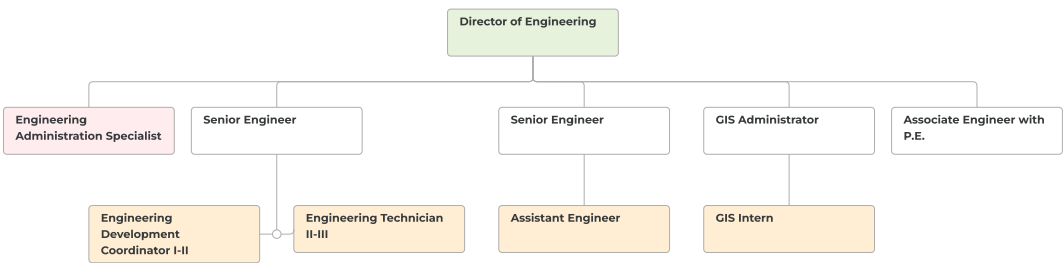 Director of Engineering
Engineering
Administration Specialist
Senior Engineer
Senior Engineer
GIS Administrator
Associate Engineer with
P.E.
Engineering
Development
Coordinator I-II
Engineering Technician
II-III
Assistant Engineer
GIS Intern